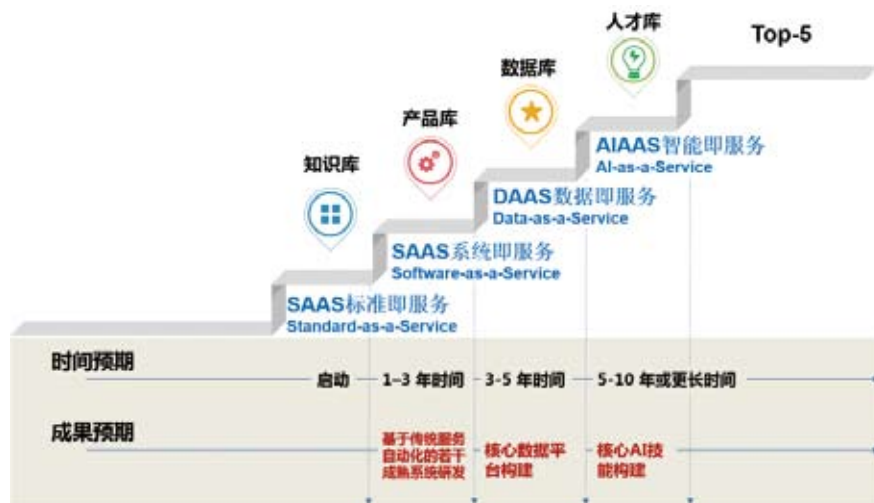 Top-5
人才库
数据库
产品库
知识库
AIAAS智能即服务
AI-as-a-Service
DAAS数据即服务
Data-as-a-Service
SAAS系统即服务
Software-as-a-Service
SAAS标准即服务
Standard-as-a-Service
时间预期
启动
1-3 年时间
3-5 年时间
5-10 年或更长时间
成果预期
基于传统服务
自动化的若干
成熟系统研发
核心数据平
台构建
核心AI技
能构建